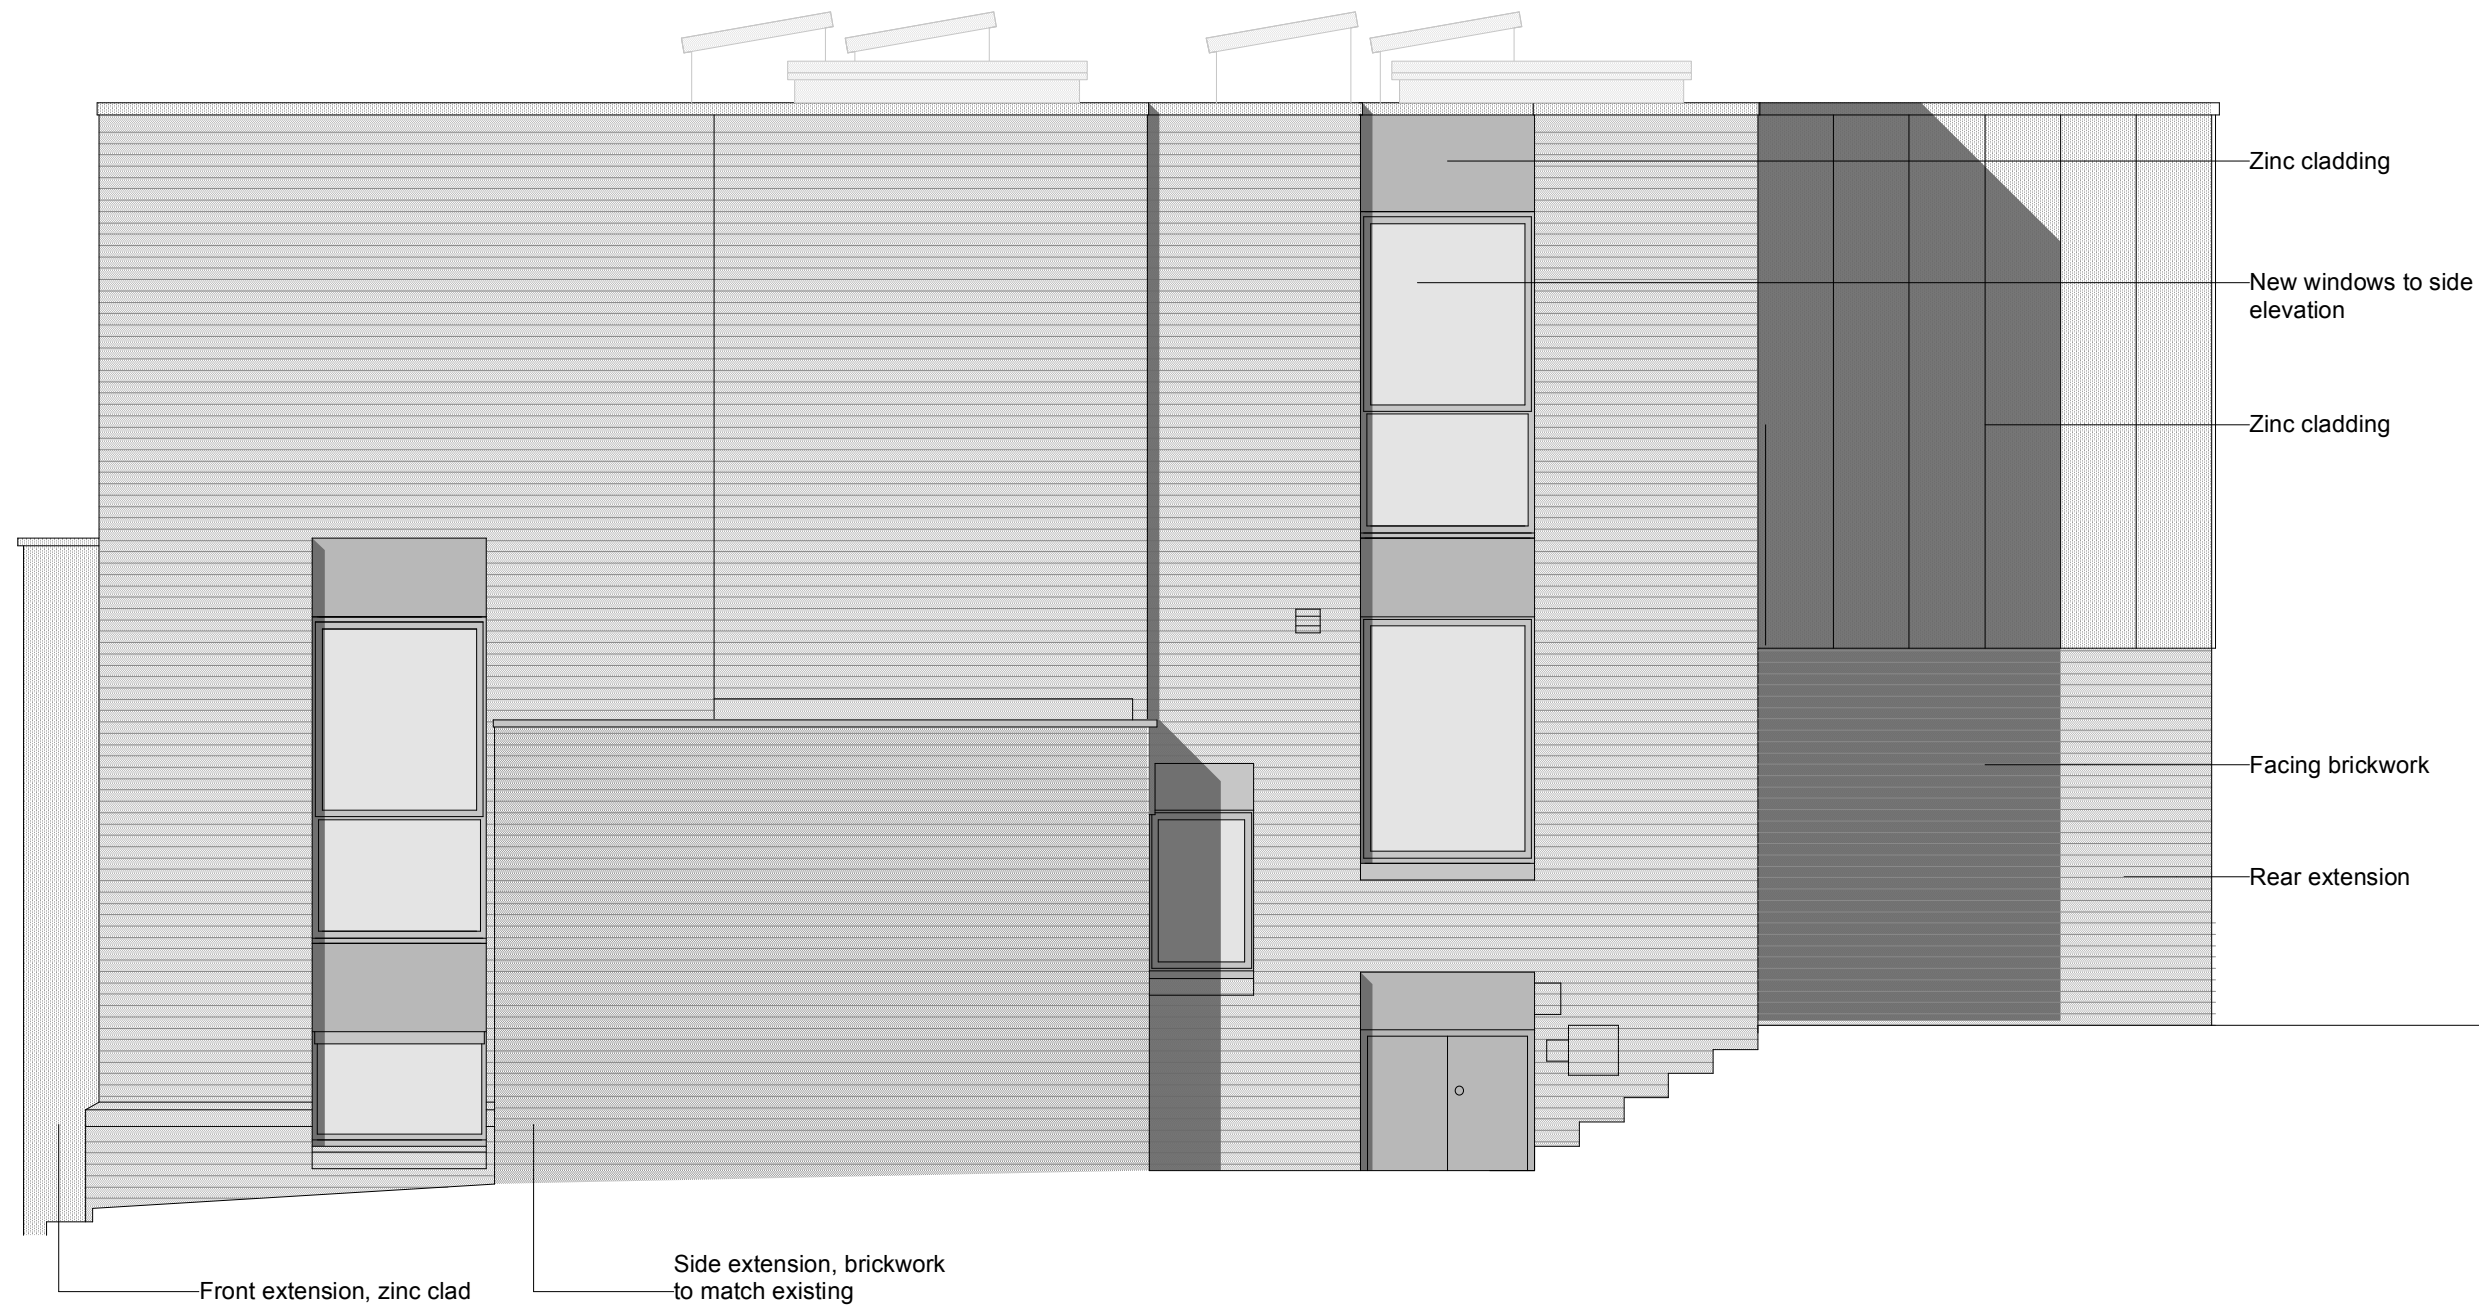 Zinc cladding
New windows to side
elevation
Zinc cladding
Facing brickwork
Rear extension
Side extension, brickwork
to match existing
Front extension, zinc clad